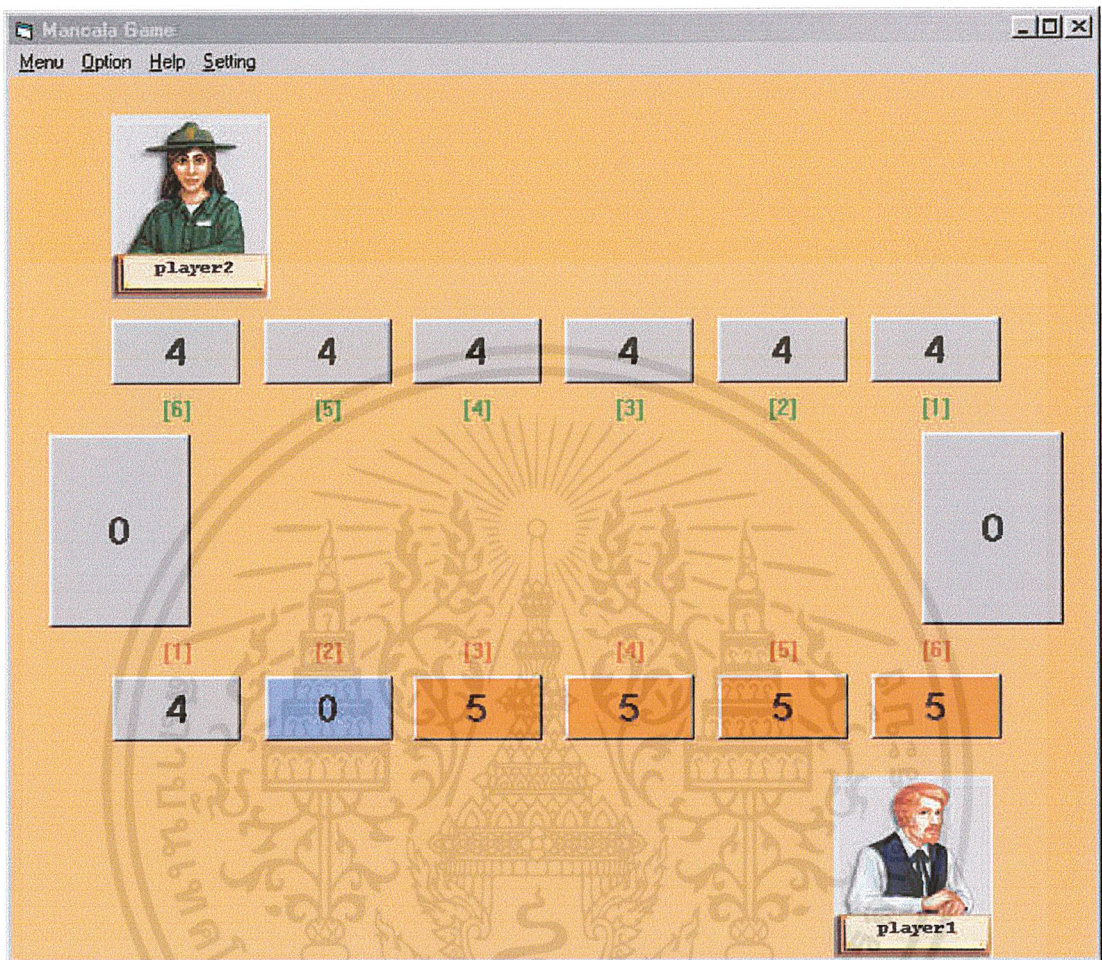 Mancala Game
Menu Option Help Setting
player2
4 4 4 4 4 4
[6] [5] [4] [3] [2] [1]
0 0
[1] [2] [3] [4] [5] [6]
4 0 5 5 5 5
player1